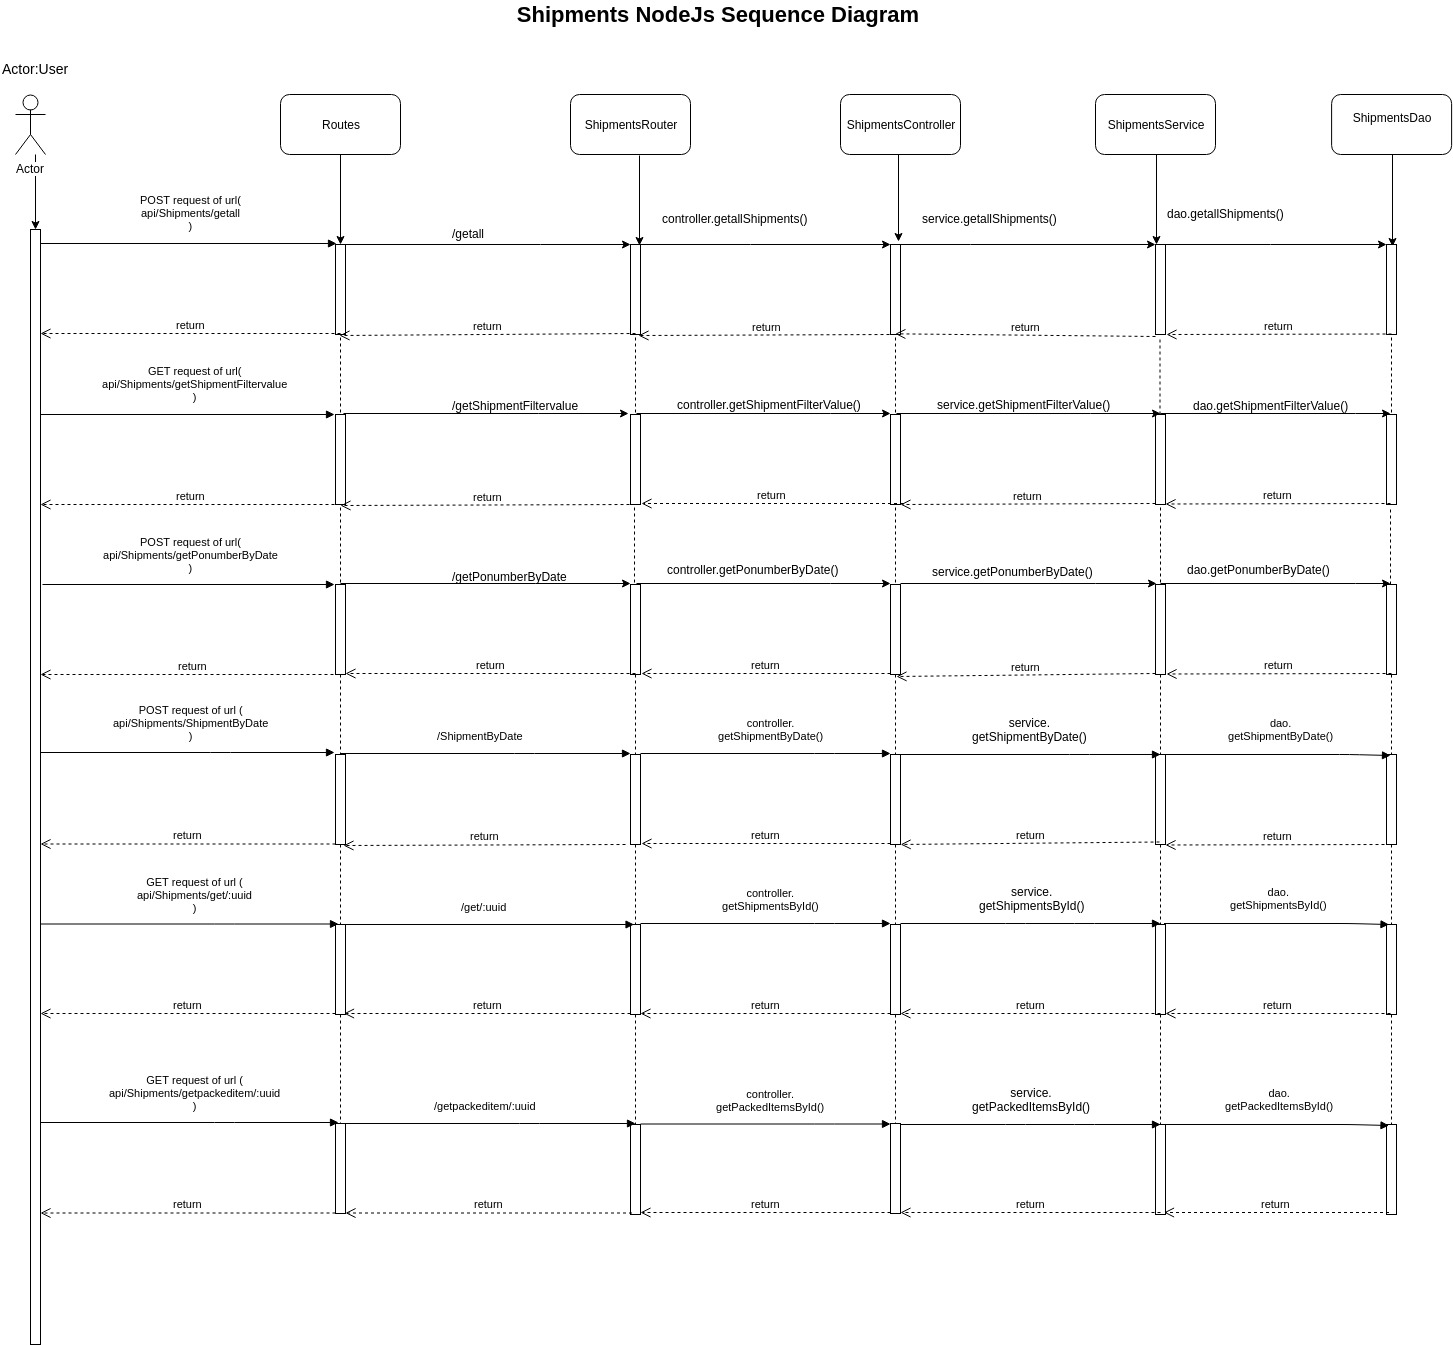 Shipments NodeJs Sequence Diagram
Actor:User
Actor
Routes
ShipmentsRouter
ShipmentsController
ShipmentsService
ShipmentsDao
POST request of url(
api/Shipments/getall
)
/getall
controller.getallShipments()
service.getallShipments()
dao.getallShipments()
return
return
return
return
return
GET request of url(
api/Shipments/getShipmentFiltervalue
)
/getShipmentFiltervalue
controller.getShipmentFilterValue()
service.getShipmentFilterValue()
dao.getShipmentFilterValue()
return
return
return
return
return
POST request of url(
api/Shipments/getPonumberByDate
)
/getPonumberByDate
controller.getPonumberByDate()
service.getPonumberByDate()
dao.getPonumberByDate()
return
return
return
return
return
POST request of url (
api/Shipments/ShipmentByDate
)
/ShipmentByDate
controller.
getShipmentByDate()
service.
getShipmentByDate()
dao.
getShipmentByDate()
return
return
return
return
return
GET request of url (
api/Shipments/get/:uuid
)
/get/:uuid
controller.
getShipmentsById()
service.
getShipmentsById()
dao.
getShipmentsById()
return
return
return
return
return
GET request of url (
api/Shipments/getpackeditem/:uuid
)
/getpackeditem/:uuid
controller.
getPackedItemsById()
service.
getPackedItemsById()
dao.
getPackedItemsById()
return
return
return
return
return